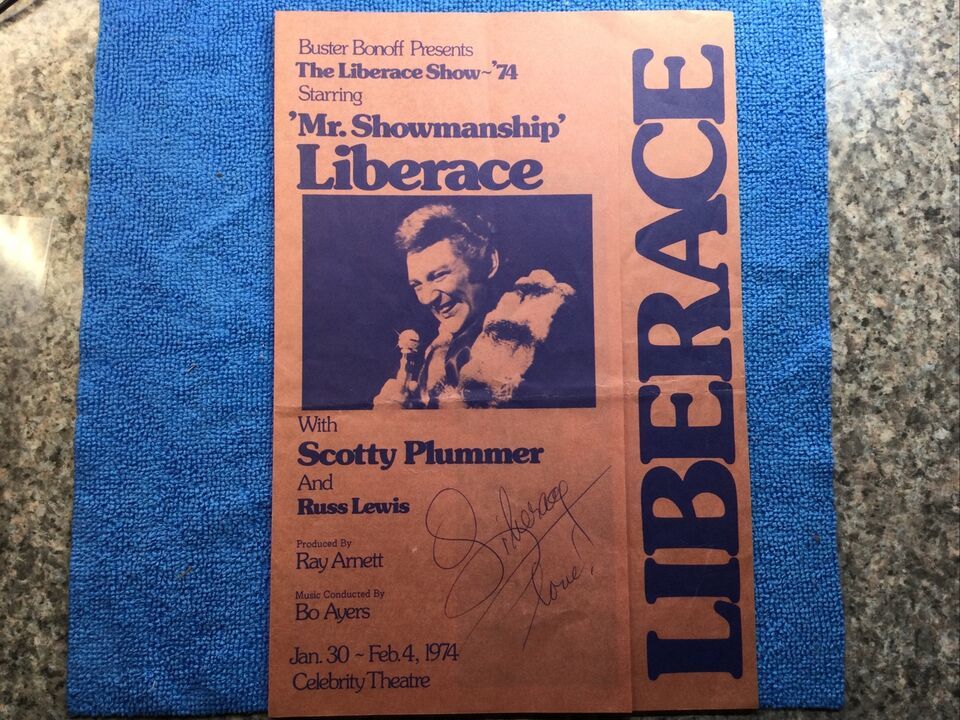 Buster Bonoff Presents
The Liberace Show~'74
Starring
'Mr. Showmanship'
Liberace
With
Scotty Plummer
And
Russ Lewis
Produced By
Ray Arnett
Music Conducted By
Bo Ayers
Jan. 30 ~ Feb. 4, 1974
Celebrity Theatre
Liberace
Love!
LIBERACE